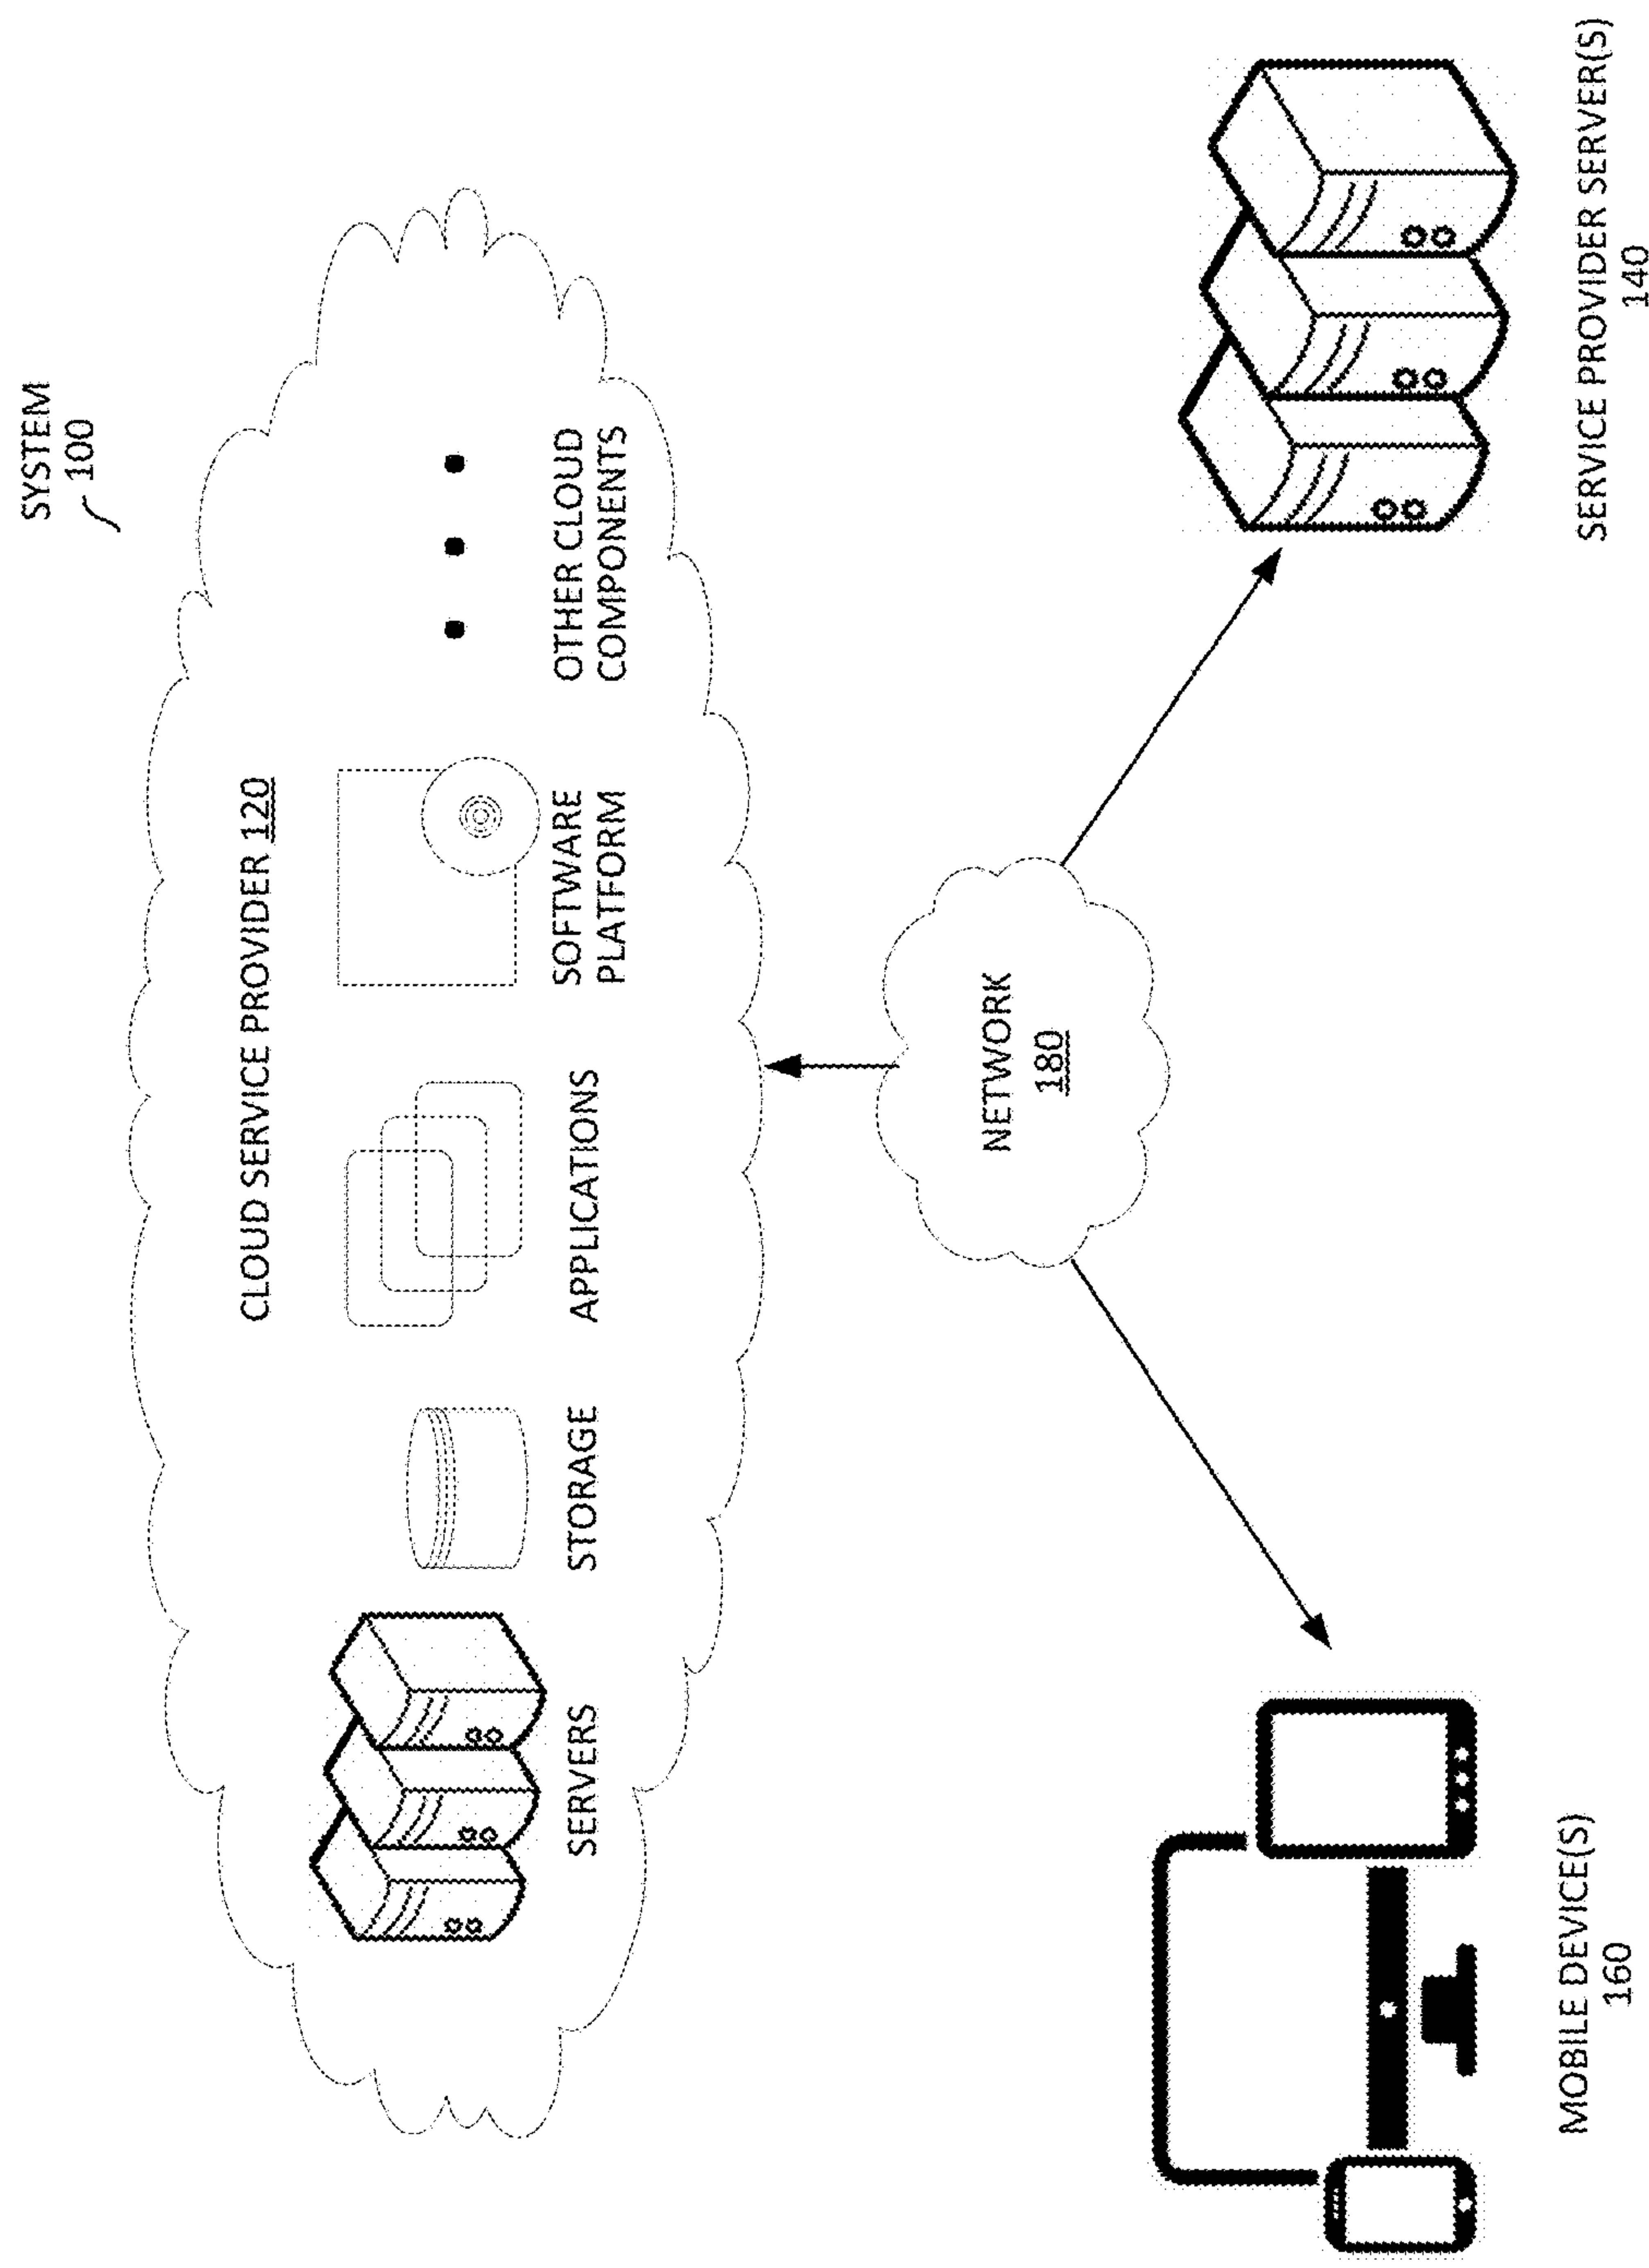 SYSTEM
100
CLOUD SERVICE PROVIDER 120
SERVERS
STORAGE
APPLICATIONS
SOFTWARE
PLATFORM
OTHER CLOUD
COMPONENTS
NETWORK
180
MOBILE DEVICE(S)
160
SERVICE PROVIDER SERVER(S)
140